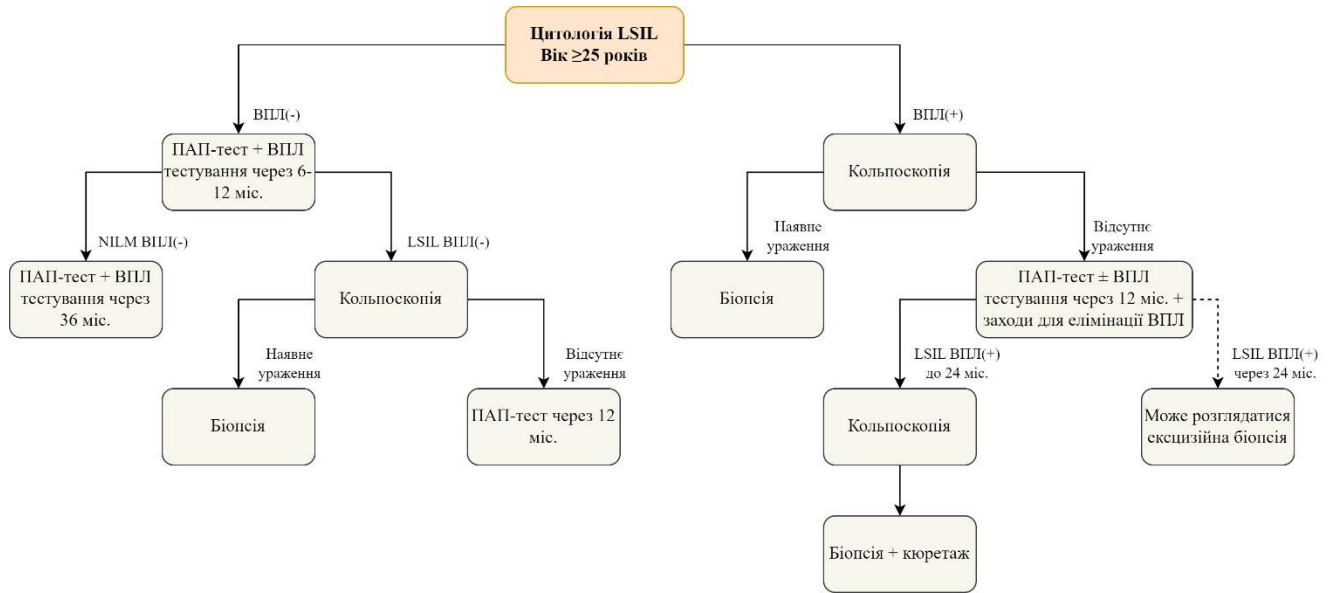 Цитологія LSIL
Вік ≥25 років
ВПЛ(-)
ВПЛ(+)
ПАП-тест + ВПЛ
тестування через 6-
12 міс.
Кольпоскопія
NILM ВПЛ(-)
LSIL ВПЛ(-)
Наявне
ураження
Відсутнє
ураження
ПАП-тест + ВПЛ
тестування через
36 міс.
Кольпоскопія
Біопсія
ПАП-тест ± ВПЛ
тестування через 12 міс. +
заходи для елімінації ВПЛ
Наявне
ураження
Відсутнє
ураження
LSIL ВПЛ(+)
до 24 міс.
LSIL ВПЛ(+)
через 24 міс.
Біопсія
ПАП-тест через 12
міс.
Кольпоскопія
Може розглядатися
ексцизійна біопсія
Біопсія + кюретаж